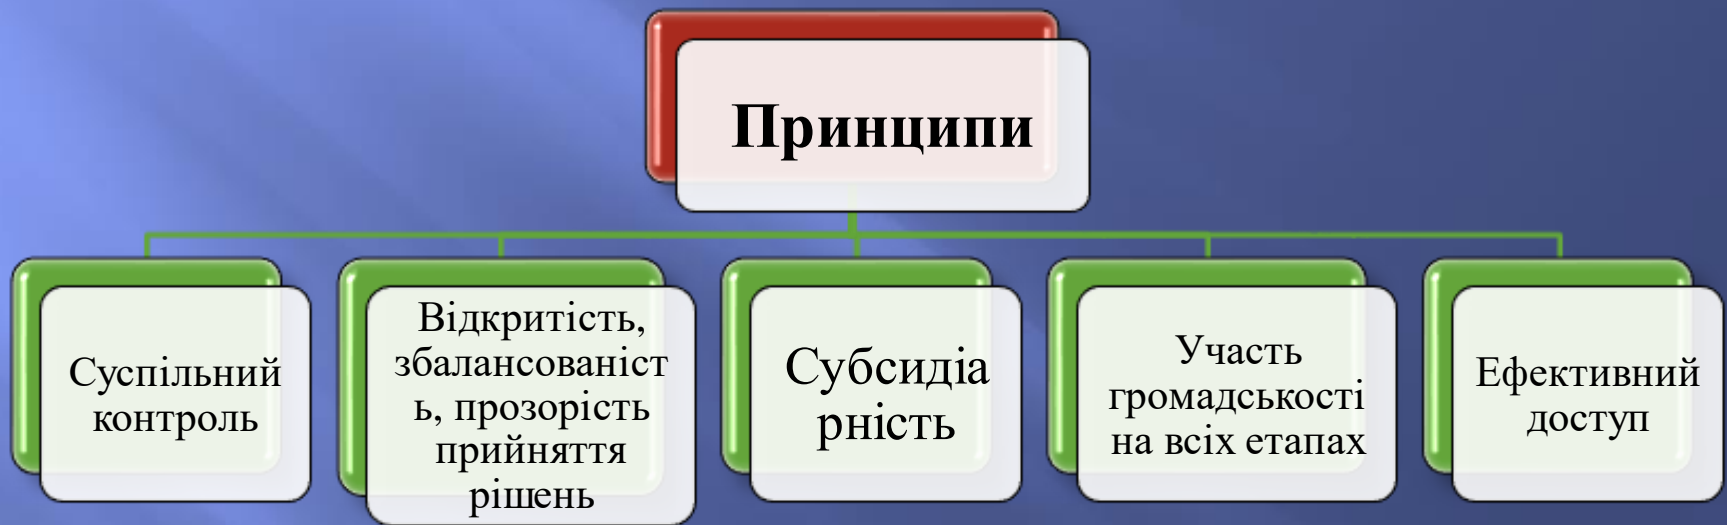 Принципи
Суспільний
контроль
Відкритість,
збалансованіст
ь, прозорість
прийняття
рішень
Субсидіа
рність
Участь
громадськості
на всіх етапах
Ефективний
доступ